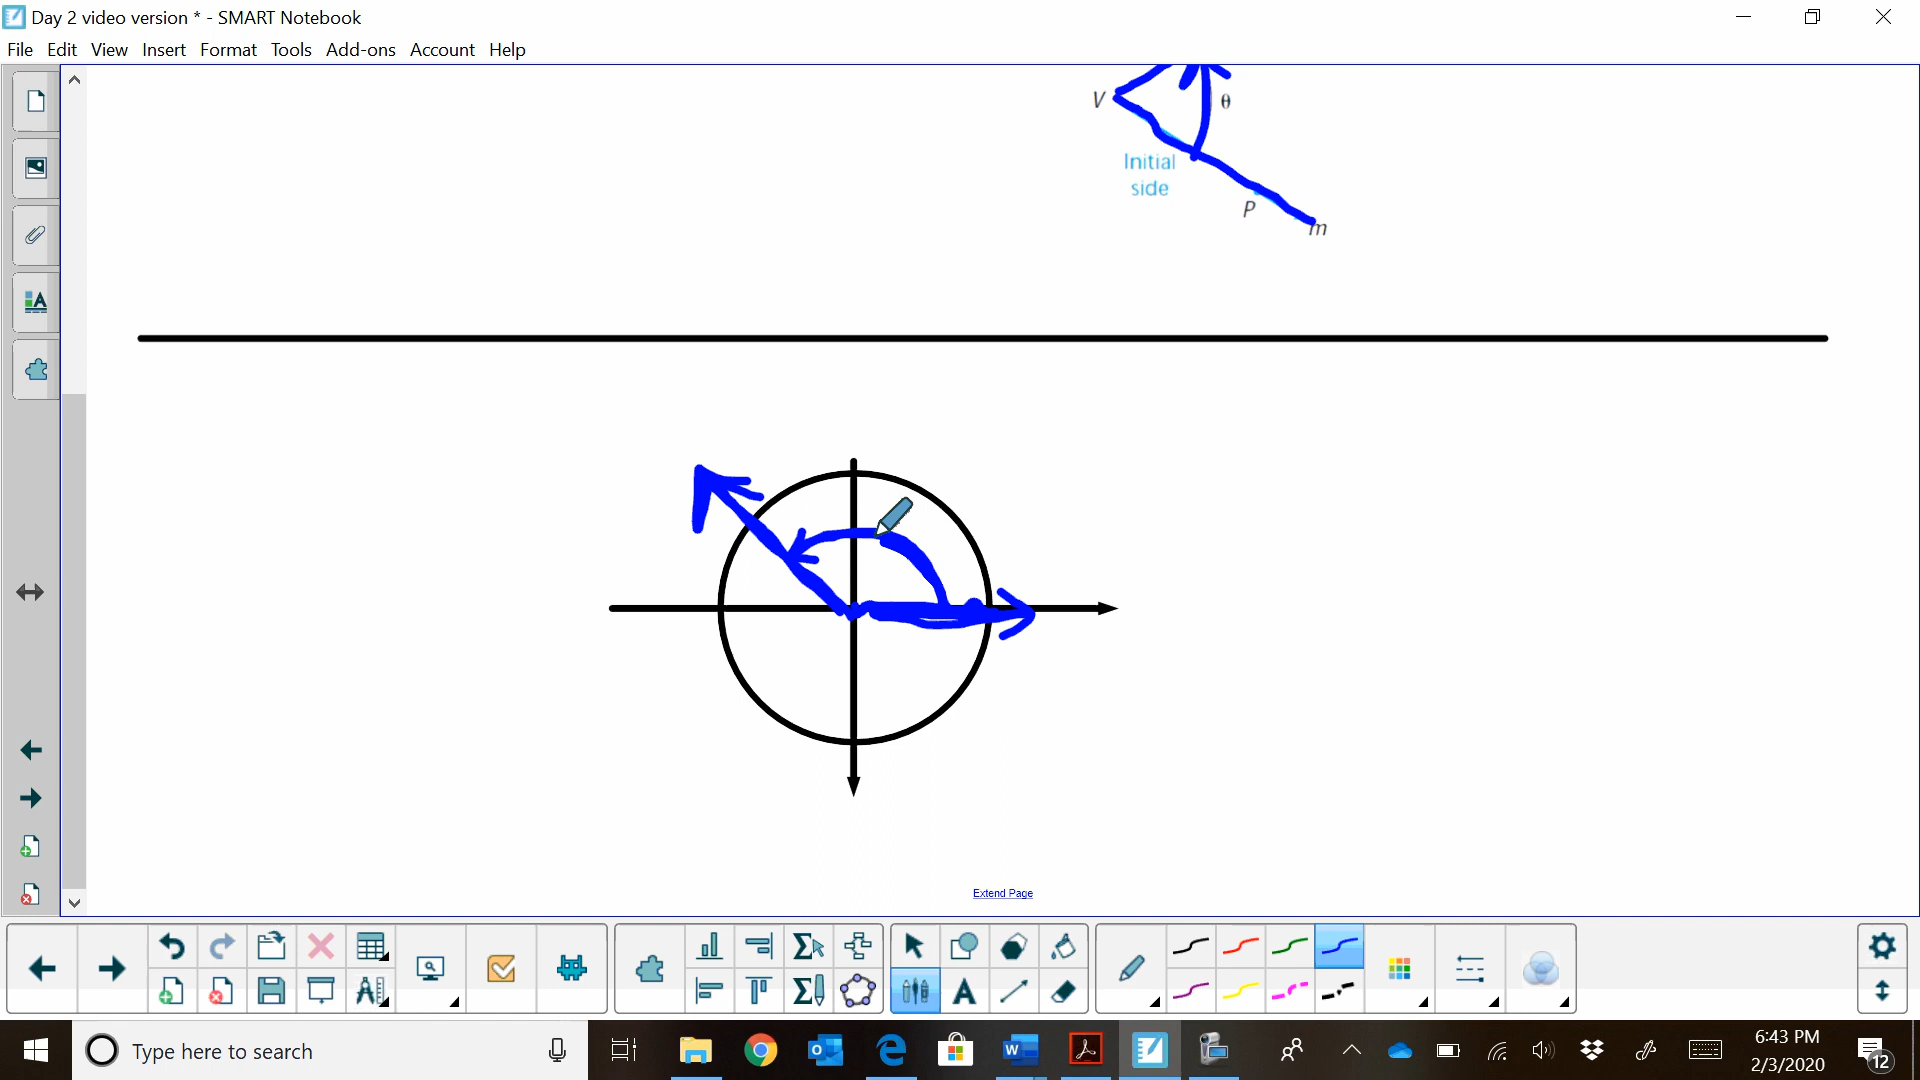 Day 2 video version * - SMART Notebook
File Edit View Insert Format Tools Add-ons Account Help
V
θ
Initial
side
P
m
Extend Page
Type here to search
6:43 PM
2/3/2020
12